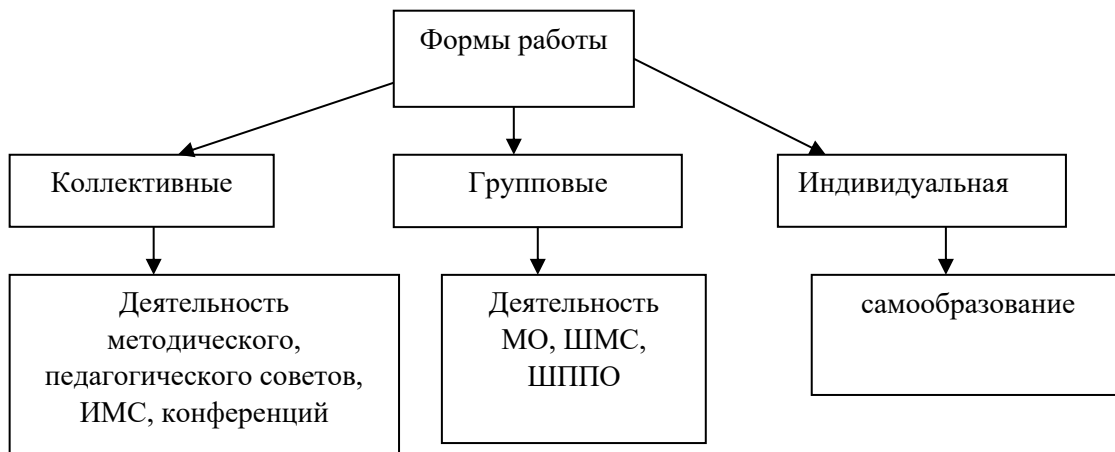 Формы работы
Коллективные
Групповые
Индивидуальная
Деятельность
методического,
педагогического советов,
ИМС, конференций
Деятельность
МО, ШМС,
ШППО
самообразование